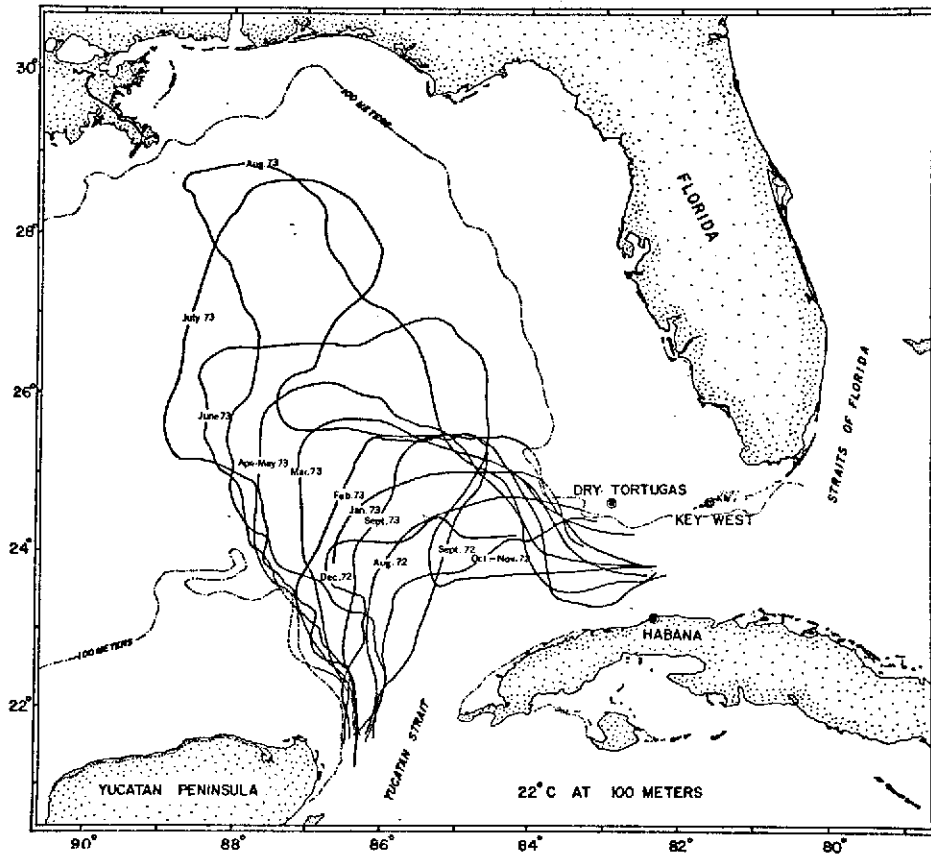 30°
100 METERS
Aug. 73
FLORIDA
28°
July 73
STRAITS OF FLORIDA
26°
June 73
Apr-May 73
Mar. 73
Feb. 73
Jan. 73
Sept. 73
DRY TORTUGAS
KEY WEST
24°
Dec. 72
Aug. 72
Sept. 72
Oct-Nov. 72
HABANA
100 METERS
22°
YUCATAN STRAIT
YUCATAN PENINSULA
22°C AT 100 METERS
90°
88°
86°
84°
82°
80°